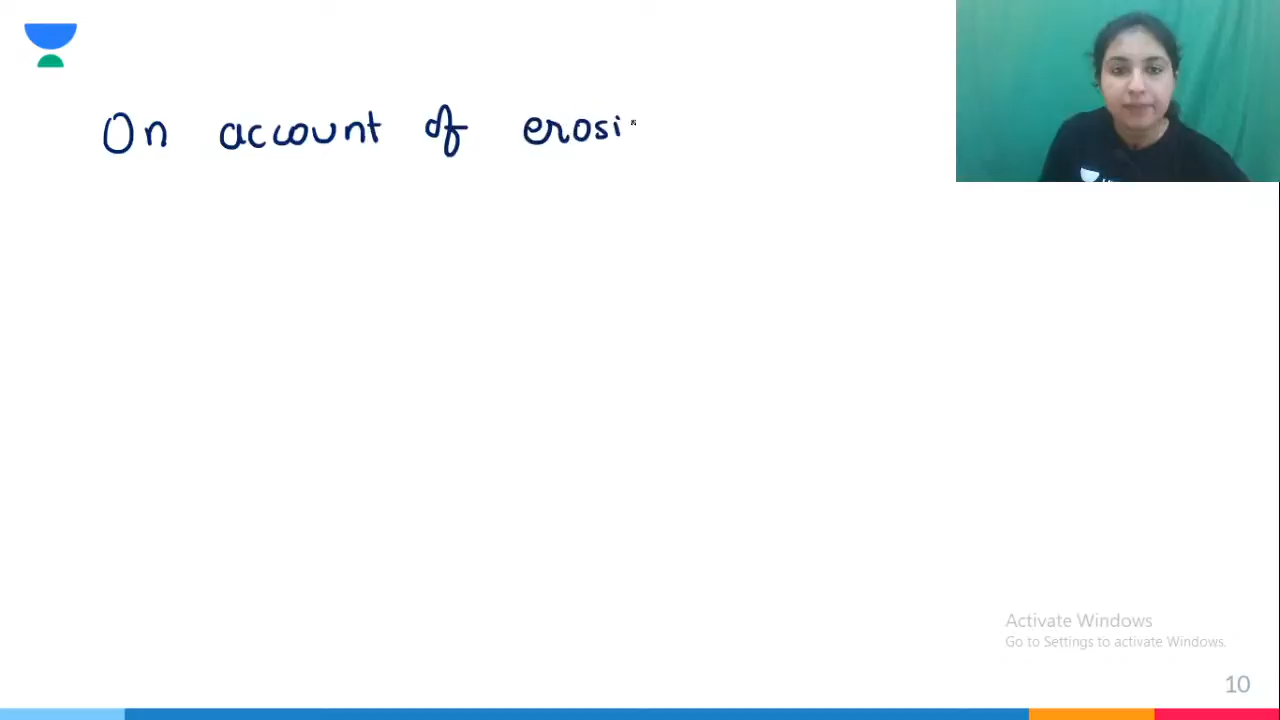 On account of erosi
Activate Windows
Go to Settings to activate Windows.
10